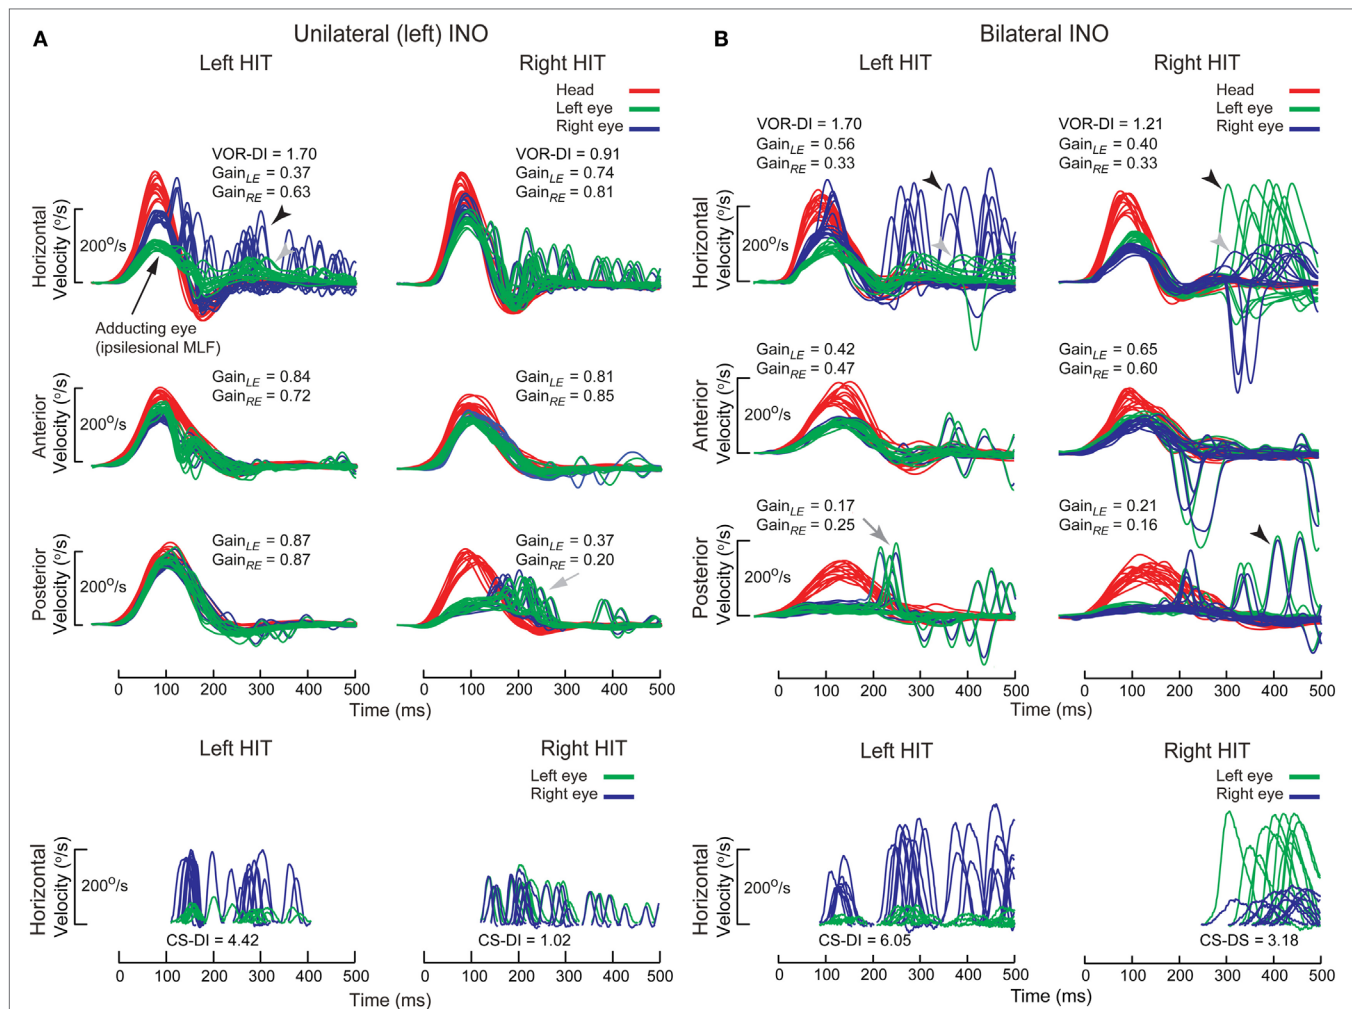 A
Unilateral (left) INO
Left HIT
Right HIT
Head
Left eye
Right eye
VOR-DI = 1.70
GainLE = 0.37
GainRE = 0.63
VOR-DI = 0.91
GainLE = 0.74
GainRE = 0.81
Horizontal
Velocity (º/s)
200º/s
Adducting eye
(ipsilesional MLF)
Anterior
Velocity (º/s)
200º/s
GainLE = 0.84
GainRE = 0.72
GainLE = 0.81
GainRE = 0.85
Posterior
Velocity (º/s)
200º/s
GainLE = 0.87
GainRE = 0.87
GainLE = 0.37
GainRE = 0.20
0 100 200 300 400 500
0 100 200 300 400 500
Time (ms)
Left HIT
Right HIT
Left eye
Right eye
Horizontal
Velocity (º/s)
200º/s
CS-DI = 4.42
CS-DI = 1.02
0 100 200 300 400 500
0 100 200 300 400 500
Time (ms)
B
Bilateral INO
Left HIT
Right HIT
Head
Left eye
Right eye
VOR-DI = 1.70
GainLE = 0.56
GainRE = 0.33
VOR-DI = 1.21
GainLE = 0.40
GainRE = 0.33
Horizontal
Velocity (º/s)
200º/s
Anterior
Velocity (º/s)
200º/s
GainLE = 0.42
GainRE = 0.47
GainLE = 0.65
GainRE = 0.60
Posterior
Velocity (º/s)
200º/s
GainLE = 0.17
GainRE = 0.25
GainLE = 0.21
GainRE = 0.16
0 100 200 300 400 500
0 100 200 300 400 500
Time (ms)
Left HIT
Right HIT
Left eye
Right eye
Horizontal
Velocity (º/s)
200º/s
CS-DI = 6.05
CS-DS = 3.18
0 100 200 300 400 500
0 100 200 300 400 500
Time (ms)